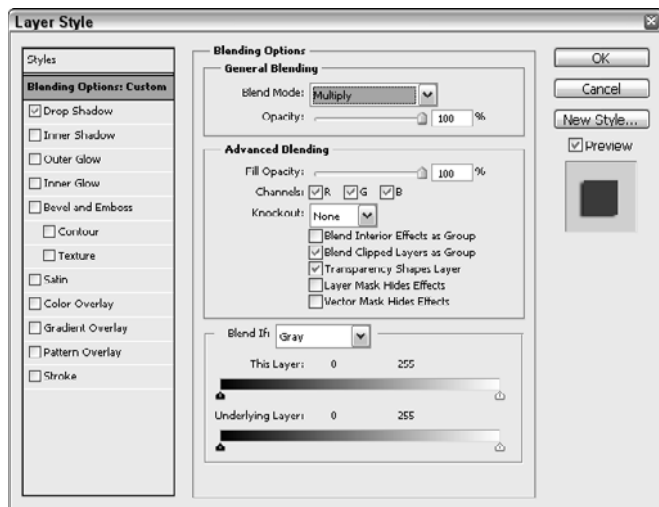 Layer Style
Styles
Blending Options: Custom
Drop Shadow
Inner Shadow
Outer Glow
Inner Glow
Bevel and Emboss
Contour
Texture
Satin
Color Overlay
Gradient Overlay
Pattern Overlay
Stroke
Blending Options
General Blending
Blend Mode: Multiply
Opacity: 100 %
Advanced Blending
Fill Opacity: 100 %
Channels: R G B
Knockout: None
Blend Interior Effects as Group
Blend Clipped Layers as Group
Transparency Shapes Layer
Layer Mask Hides Effects
Vector Mask Hides Effects
Blend If: Gray
This Layer: 0 255
Underlying Layer: 0 255
OK
Cancel
New Style...
Preview